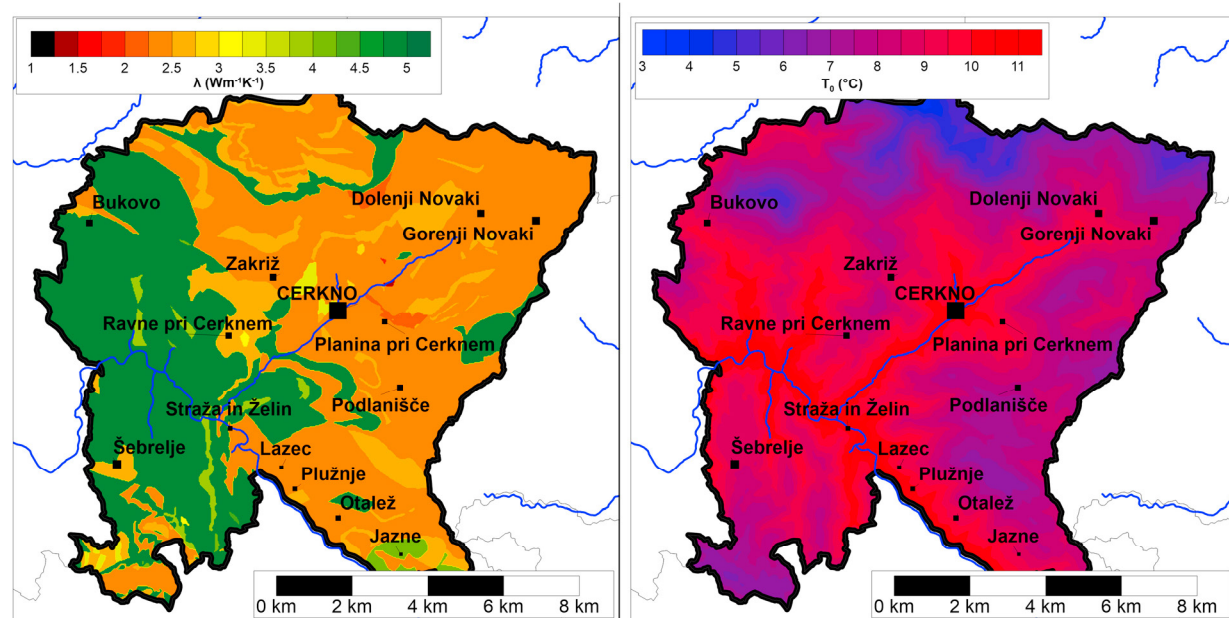 1 1.5 2 2.5 3 3.5 4 4.5 5
λ (Wm⁻¹K⁻¹)
Bukovo
Dolenji Novaki
Gorenji Novaki
Zakriž
CERKNO
Ravne pri Cerknem
Planina pri Cerknem
Podlanišče
Straža in Želin
Šebrelje
Lazec
Plužnje
Otalež
Jazne
0 km 2 km 4 km 6 km 8 km
3 4 5 6 7 8 9 10 11
T₀ (°C)
Bukovo
Dolenji Novaki
Gorenji Novaki
Zakriž
CERKNO
Ravne pri Cerknem
Planina pri Cerknem
Podlanišče
Straža in Želin
Šebrelje
Lazec
Plužnje
Otalež
Jazne
0 km 2 km 4 km 6 km 8 km